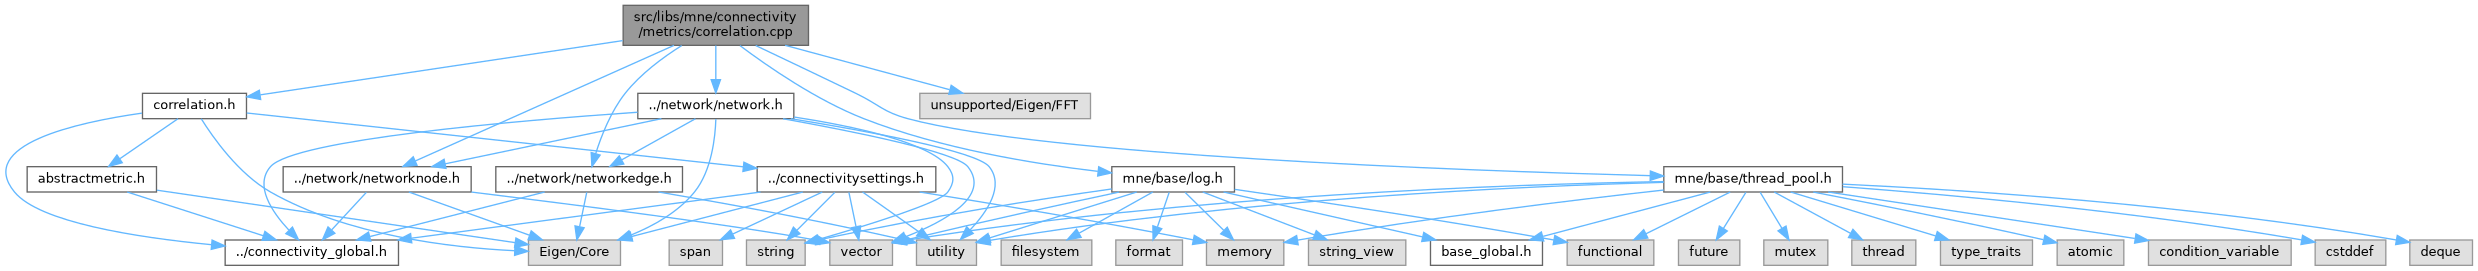 src/libs/mne/connectivity
/metrics/correlation.cpp
correlation.h
../network/network.h
unsupported/Eigen/FFT
abstractmetric.h
../network/networknode.h
../network/networkedge.h
../connectivitysettings.h
mne/base/log.h
mne/base/thread_pool.h
../connectivity_global.h
Eigen/Core
span
string
vector
utility
filesystem
format
memory
string_view
base_global.h
functional
future
mutex
thread
type_traits
atomic
condition_variable
cstddef
deque